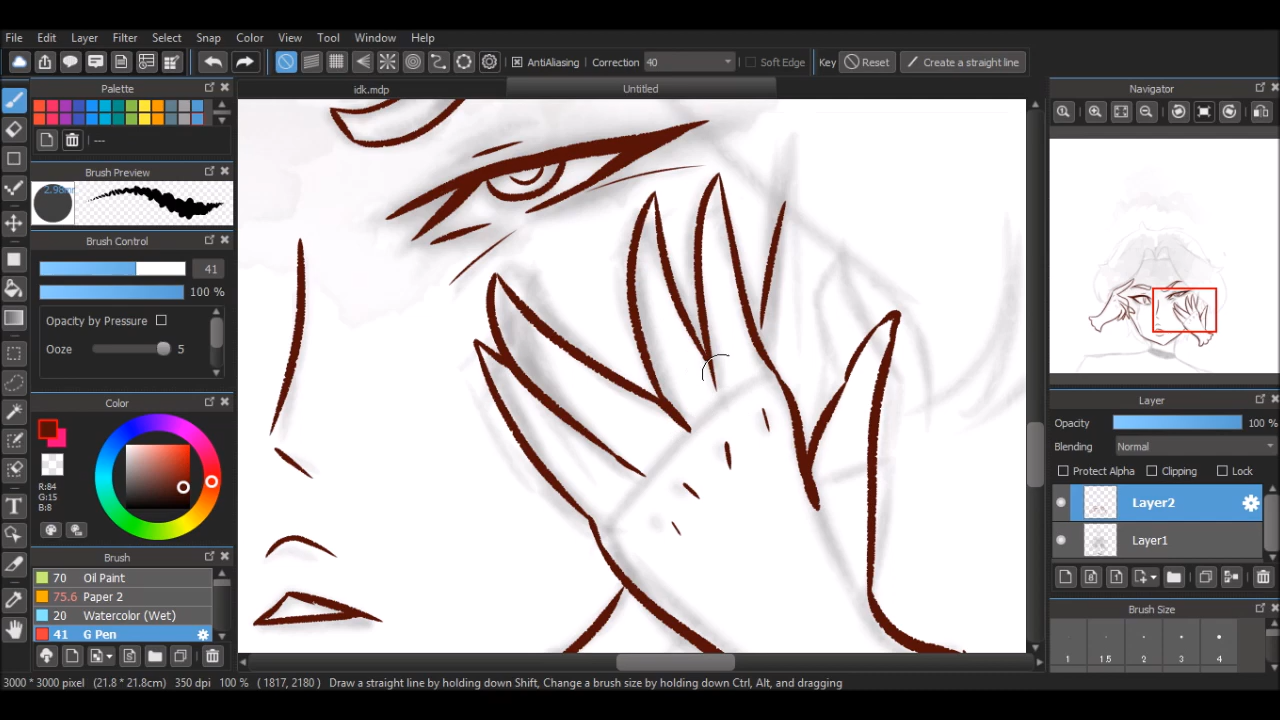 File Edit Layer Filter Select Snap Color View Tool Window Help
AntiAliasing Correction 40 Soft Edge Key Reset Create a straight line
Palette
idk.mdp
Untitled
Navigator
---
Brush Preview
Brush Control
41
100 %
Opacity by Pressure
Ooze 5
Color
R:84
G:15
B:8
Brush
70 Oil Paint
75.6 Paper 2
20 Watercolor (Wet)
41 G Pen
Layer
Opacity 100 %
Blending Normal
Protect Alpha Clipping Lock
Layer2
Layer1
Brush Size
1 1.5 2 3 4
3000 * 3000 pixel (21.8 * 21.8cm) 350 dpi 100 % ( 1817, 2180 ) Draw a straight line by holding down Shift, Change a brush size by holding down Ctrl, Alt, and dragging